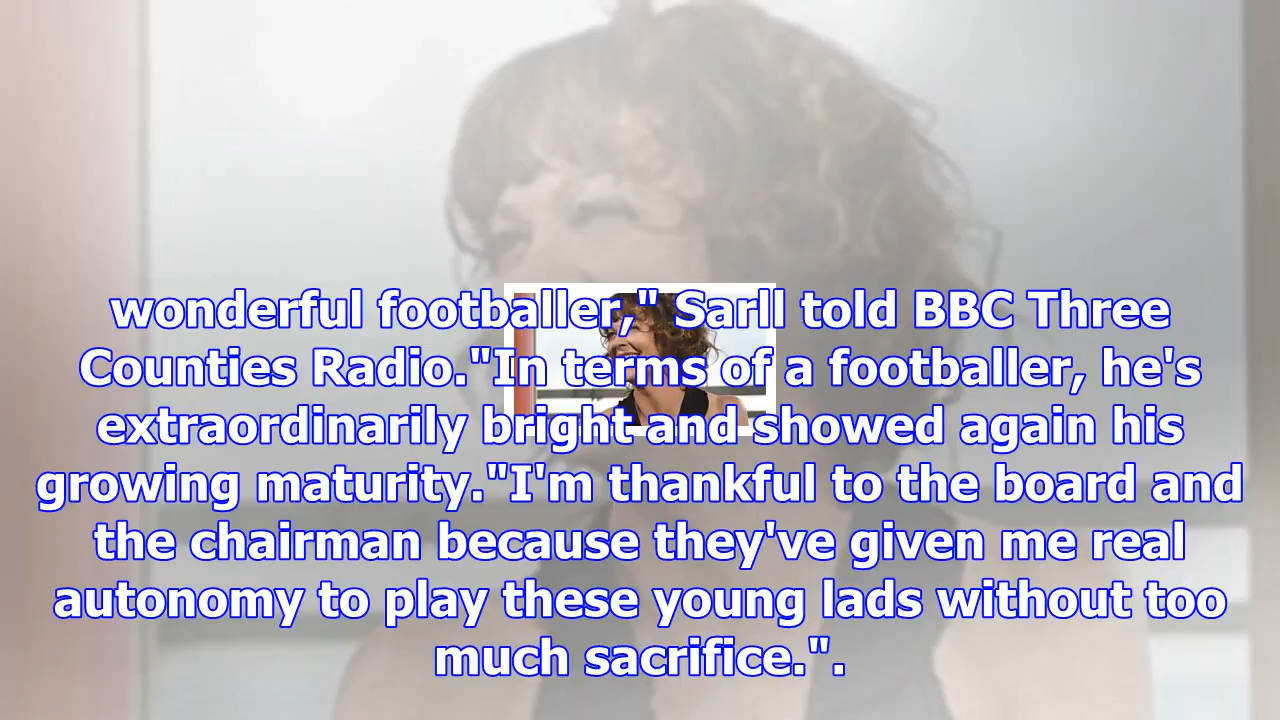 wonderful footballer," Sarll told BBC Three
Counties Radio."In terms of a footballer, he's
extraordinarily bright and showed again his
growing maturity."I'm thankful to the board and
the chairman because they've given me real
autonomy to play these young lads without too
much sacrifice.".